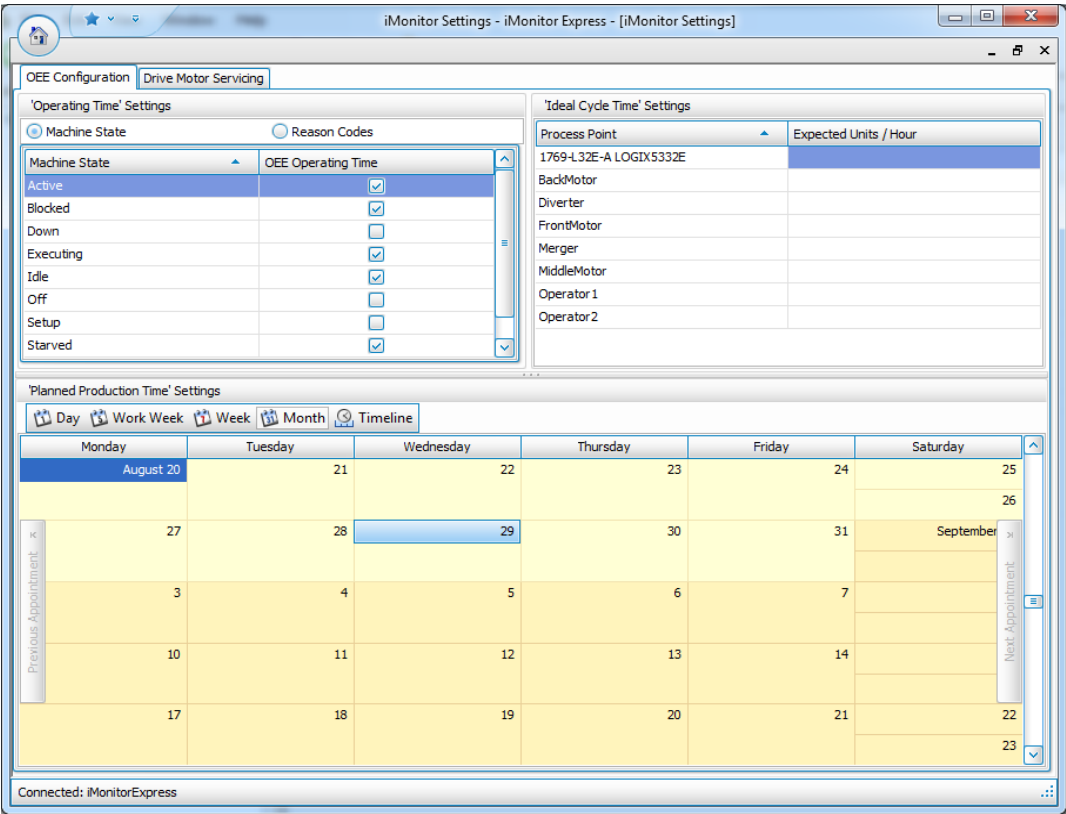 iMonitor Settings - iMonitor Express - [iMonitor Settings]
OEE Configuration Drive Motor Servicing
'Operating Time' Settings
Machine State Reason Codes
Machine State OEE Operating Time
Active
Blocked
Down
Executing
Idle
Off
Setup
Starved
'Ideal Cycle Time' Settings
Process Point Expected Units / Hour
1769-L32E-A LOGIX5332E
BackMotor
Diverter
FrontMotor
Merger
MiddleMotor
Operator1
Operator2
'Planned Production Time' Settings
Day Work Week Week Month Timeline
Monday Tuesday Wednesday Thursday Friday Saturday
August 20 21 22 23 24 25
26
27 28 29 30 31 September
3 4 5 6 7
10 11 12 13 14
17 18 19 20 21 22
23
Previous Appointment
Next Appointment
Connected: iMonitorExpress